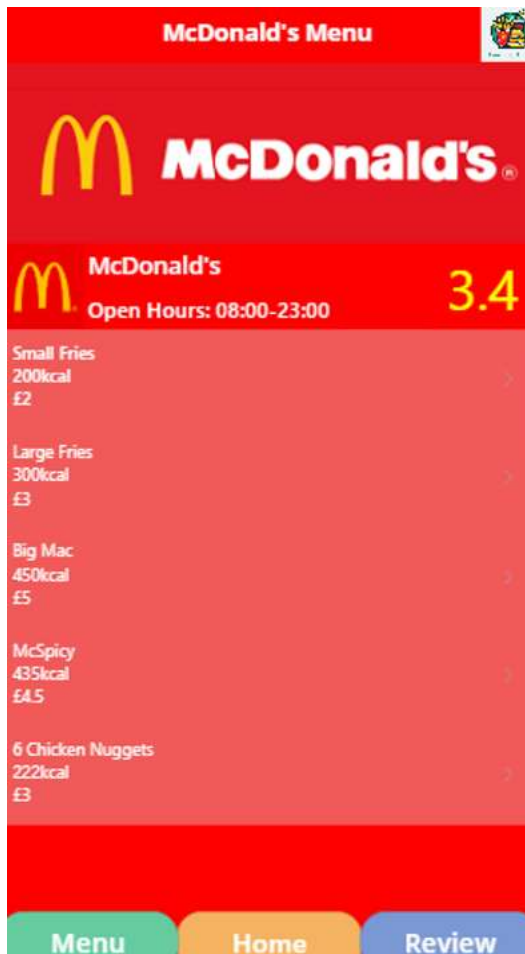 McDonald's Menu
McDonald's®
McDonald's
Open Hours: 08:00-23:00
3.4
Small Fries
200kcal
£2
Large Fries
300kcal
£3
Big Mac
450kcal
£5
McSpicy
435kcal
£4.5
6 Chicken Nuggets
222kcal
£3
Menu
Home
Review